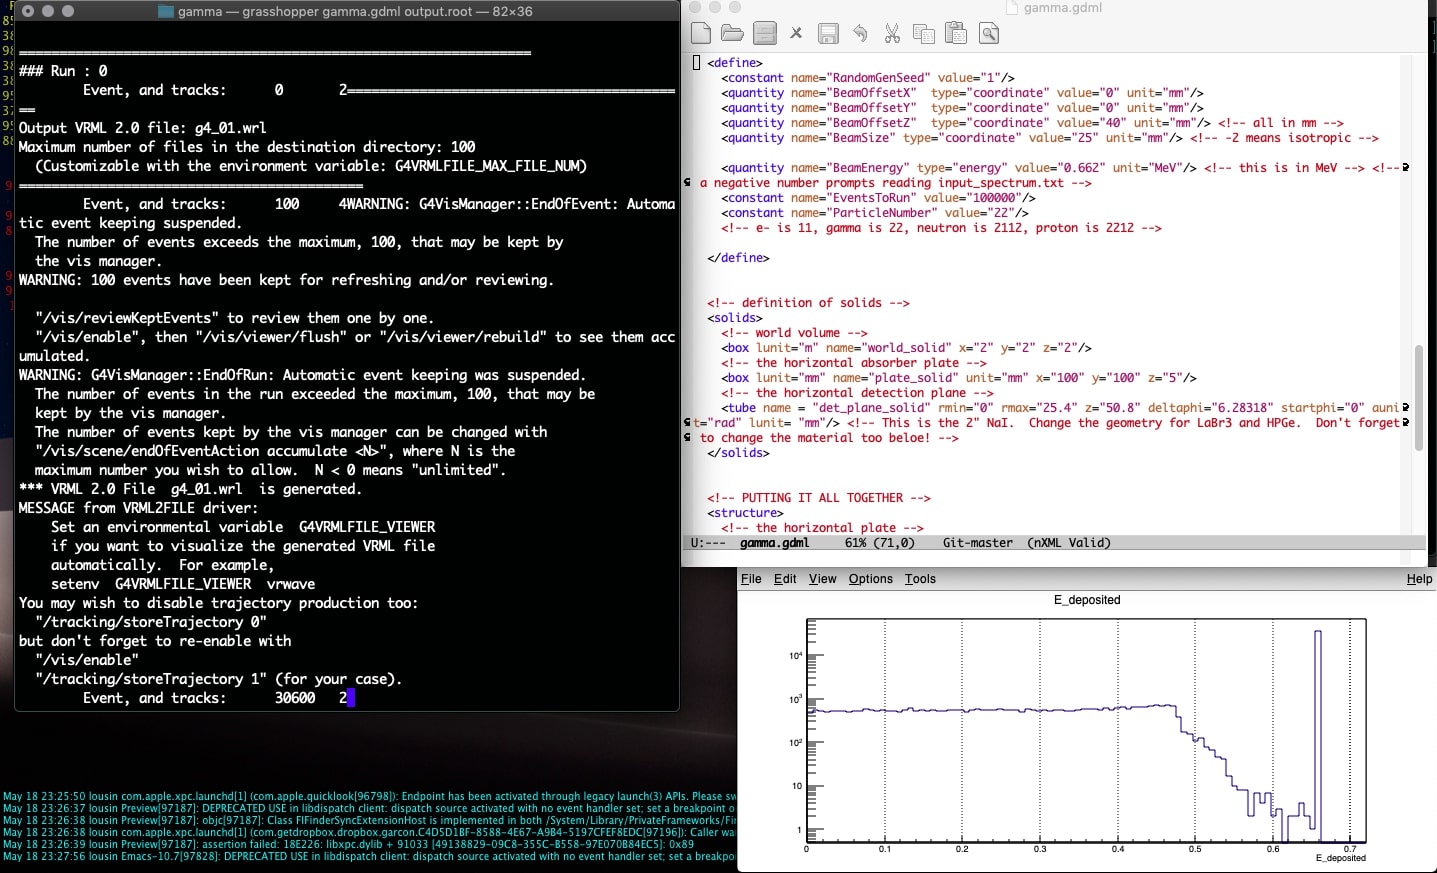 gamma — grasshopper gamma.gdml output.root — 82×36
### Run : 0
Event, and tracks: 0 2
Output VRML 2.0 file: g4_01.wrl
Maximum number of files in the destination directory: 100
(Customizable with the environment variable: G4VRMLFILE_MAX_FILE_NUM)
Event, and tracks: 100 4WARNING: G4VisManager::EndOfEvent: Automa
tic event keeping suspended.
The number of events exceeds the maximum, 100, that may be kept by
the vis manager.
WARNING: 100 events have been kept for refreshing and/or reviewing.
"/vis/reviewKeptEvents" to review them one by one.
"/vis/enable", then "/vis/viewer/flush" or "/vis/viewer/rebuild" to see them acc
umulated.
WARNING: G4VisManager::EndOfRun: Automatic event keeping was suspended.
The number of events in the run exceeded the maximum, 100, that may be
kept by the vis manager.
The number of events kept by the vis manager can be changed with
"/vis/scene/endOfEventAction accumulate <N>", where N is the
maximum number you wish to allow.  N < 0 means "unlimited".
*** VRML 2.0 File  g4_01.wrl  is generated.
MESSAGE from VRML2FILE driver:
Set an environmental variable  G4VRMLFILE_VIEWER
if you want to visualize the generated VRML file
automatically.  For example,
setenv  G4VRMLFILE_VIEWER  vrwave
You may wish to disable trajectory production too:
"/tracking/storeTrajectory 0"
but don't forget to re-enable with
"/vis/enable"
"/tracking/storeTrajectory 1" (for your case).
Event, and tracks: 30600 2
gamma.gdml
<define>
<constant name="RandomGenSeed" value="1"/>
<quantity name="BeamOffsetX"  type="coordinate" value="0" unit="mm"/>
<quantity name="BeamOffsetY"  type="coordinate" value="0" unit="mm"/>
<quantity name="BeamOffsetZ"  type="coordinate" value="40" unit="mm"/> <!-- all in mm -->
<quantity name="BeamSize" type="coordinate" value="25" unit="mm"/> <!-- -2 means isotropic -->
<quantity name="BeamEnergy" type="energy" value="0.662" unit="MeV"/> <!-- this is in MeV --> <!--
a negative number prompts reading input_spectrum.txt -->
<constant name="EventsToRun" value="100000"/>
<constant name="ParticleNumber" value="22"/>
<!-- e- is 11, gamma is 22, neutron is 2112, proton is 2212 -->
</define>
<!-- definition of solids -->
<solids>
<!-- world volume -->
<box lunit="m" name="world_solid" x="2" y="2" z="2"/>
<!-- the horizontal absorber plate -->
<box lunit="mm" name="plate_solid" unit="mm" x="100" y="100" z="5"/>
<!-- the horizontal detection plane -->
<tube name = "det_plane_solid" rmin="0" rmax="25.4" z="50.8" deltaphi="6.28318" startphi="0" auni
t="rad" lunit= "mm"/> <!-- This is the 2" NaI.  Change the geometry for LaBr3 and HPGe.  Don't forget
to change the material too beloe! -->
</solids>
<!-- PUTTING IT ALL TOGETHER -->
<structure>
<!-- the horizontal plate -->
U:--- gamma.gdml 61% (71,0) Git-master (nXML Valid)
File Edit View Options Tools Help
E_deposited
10⁴
10³
10²
10
1
0 0.1 0.2 0.3 0.4 0.5 0.6 0.7
E_deposited
May 18 23:25:50 lousin com.apple.xpc.launchd[1] (com.apple.quicklook[96798]): Endpoint has been activated through legacy launch(3) APIs. Please sw
May 18 23:26:37 lousin Preview[97187]: DEPRECATED USE in libdispatch client: dispatch source activated with no event handler set; set a breakpoint o
May 18 23:26:38 lousin Preview[97187]: objc[97187]: Class FIFinderSyncExtensionHost is implemented in both /System/Library/PrivateFrameworks/Fi
May 18 23:26:38 lousin com.apple.xpc.launchd[1] (com.getdropbox.dropbox.garcon.C4D5D1BF-8588-4E67-A9B4-5197CFEF8EDC[97196]): Caller wa
May 18 23:26:39 lousin Preview[97187]: assertion failed: 18E226: libxpc.dylib + 91033 [49138829-09C8-355C-B558-97E070B84EC5]: 0x89
May 18 23:27:56 lousin Emacs-10.7[97828]: DEPRECATED USE in libdispatch client: dispatch source activated with no event handler set; set a breakpo